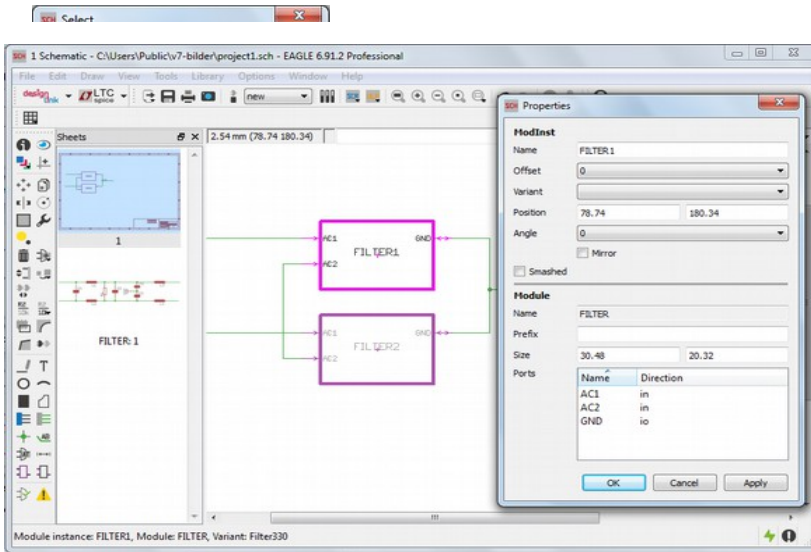 Select
1 Schematic - C:\Users\Public\v7-bilder\project1.sch - EAGLE 6.91.2 Professional
File Edit Draw View Tools Library Options Window Help
design link LTC spice new
Sheets
2.54 mm (78.74 180.34)
1
FILTER: 1
AC1 GND
FILTER1
AC2
AC1 GND
FILTER2
AC2
Properties
ModInst
Name FILTER1
Offset 0
Variant
Position 78.74 180.34
Angle 0
Mirror
Smashed
Module
Name FILTER
Prefix
Size 30.48 20.32
Ports Name Direction
AC1 in
AC2 in
GND io
OK Cancel Apply
Module instance: FILTER1, Module: FILTER, Variant: Filter330